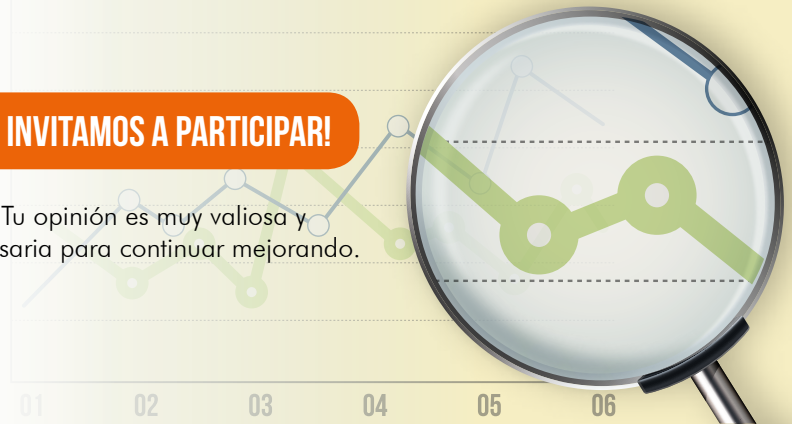 INVITAMOS A PARTICIPAR!
Tu opinión es muy valiosa y
saria para continuar mejorando.
01 02 03 04 05 06